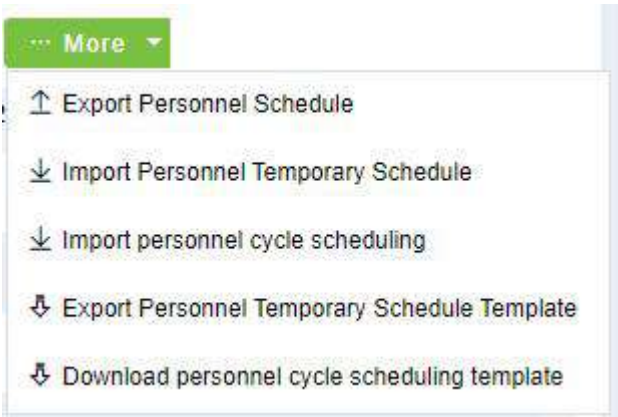 ··· More
Export Personnel Schedule
Import Personnel Temporary Schedule
Import personnel cycle scheduling
Export Personnel Temporary Schedule Template
Download personnel cycle scheduling template